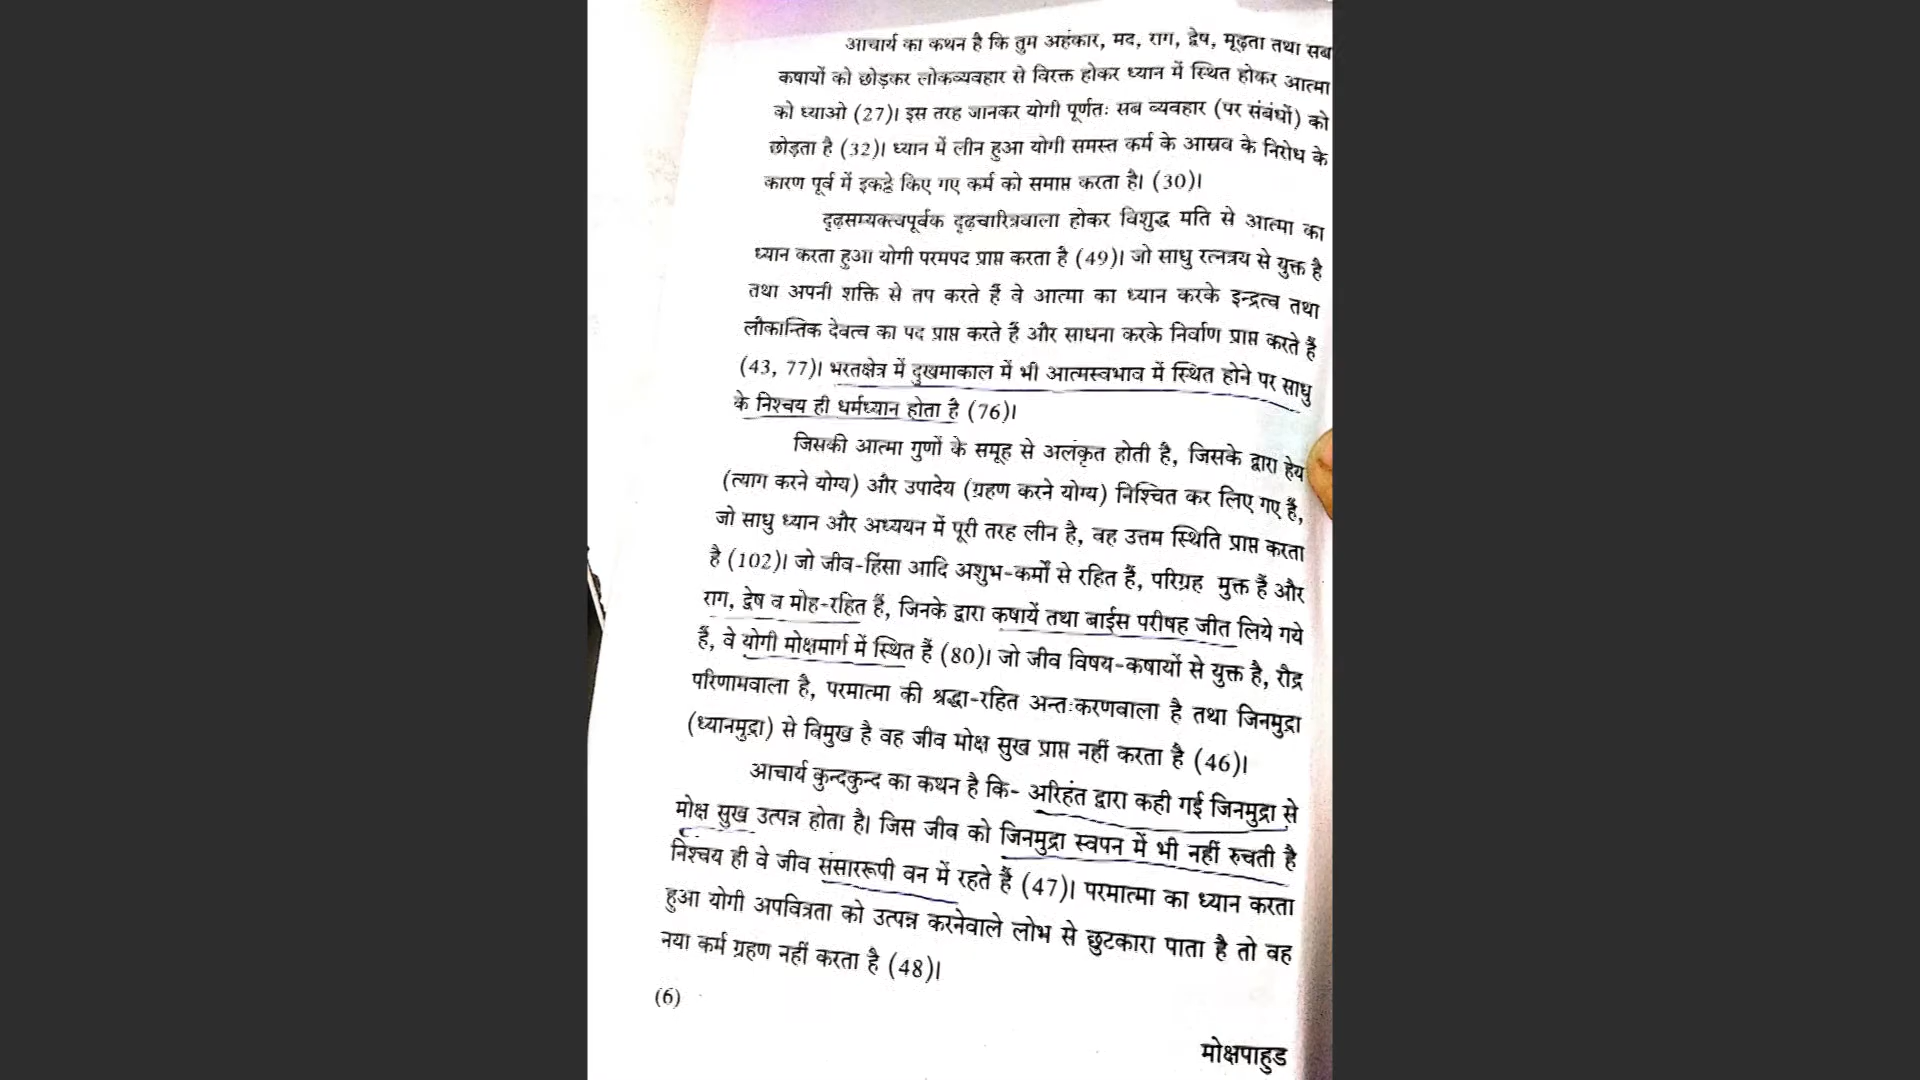 आचार्य का कथन है कि तुम अहंकार, मद, राग, द्वेष, मूढ़ता तथा सब
कषायों को छोड़कर लोकव्यवहार से विरक्त होकर ध्यान में स्थित होकर आत्मा
को ध्याओ (27)। इस तरह जानकर योगी पूर्णतः सब व्यवहार (पर संबंधों) को
छोड़ता है (32)। ध्यान में लीन हुआ योगी समस्त कर्म के आस्रव के निरोध के
कारण पूर्व में इकट्ठे किए गए कर्म को समाप्त करता है। (30)।
दृढ़सम्यक्त्वपूर्वक दृढ़चारित्रवाला होकर विशुद्ध मति से आत्मा का
ध्यान करता हुआ योगी परमपद प्राप्त करता है (49)। जो साधु रत्नत्रय से युक्त है
तथा अपनी शक्ति से तप करते हैं वे आत्मा का ध्यान करके इन्द्रत्व तथा
लौकान्तिक देवत्व का पद प्राप्त करते हैं और साधना करके निर्वाण प्राप्त करते हैं
(43, 77)। भरतक्षेत्र में दुखमाकाल में भी आत्मस्वभाव में स्थित होने पर साधु
के निश्चय ही धर्मध्यान होता है (76)।
जिसकी आत्मा गुणों के समूह से अलंकृत होती है, जिसके द्वारा हेय
(त्याग करने योग्य) और उपादेय (ग्रहण करने योग्य) निश्चित कर लिए गए हैं,
जो साधु ध्यान और अध्ययन में पूरी तरह लीन है, वह उत्तम स्थिति प्राप्त करता
है (102)। जो जीव-हिंसा आदि अशुभ-कर्मों से रहित हैं, परिग्रह मुक्त हैं और
राग, द्वेष व मोह-रहित हैं, जिनके द्वारा कषायें तथा बाईस परीषह जीत लिये गये
हैं, वे योगी मोक्षमार्ग में स्थित हैं (80)। जो जीव विषय-कषायों से युक्त है, रौद्र
परिणामवाला है, परमात्मा की श्रद्धा-रहित अन्तःकरणवाला है तथा जिनमुद्रा
(ध्यानमुद्रा) से विमुख है वह जीव मोक्ष सुख प्राप्त नहीं करता है (46)।
आचार्य कुन्दकुन्द का कथन है कि- अरिहंत द्वारा कही गई जिनमुद्रा से
मोक्ष सुख उत्पन्न होता है। जिस जीव को जिनमुद्रा स्वपन में भी नहीं रुचती है
निश्चय ही वे जीव संसाररूपी वन में रहते हैं (47)। परमात्मा का ध्यान करता
हुआ योगी अपवित्रता को उत्पन्न करनेवाले लोभ से छुटकारा पाता है तो वह
नया कर्म ग्रहण नहीं करता है (48)।
(6)
मोक्षपाहुड